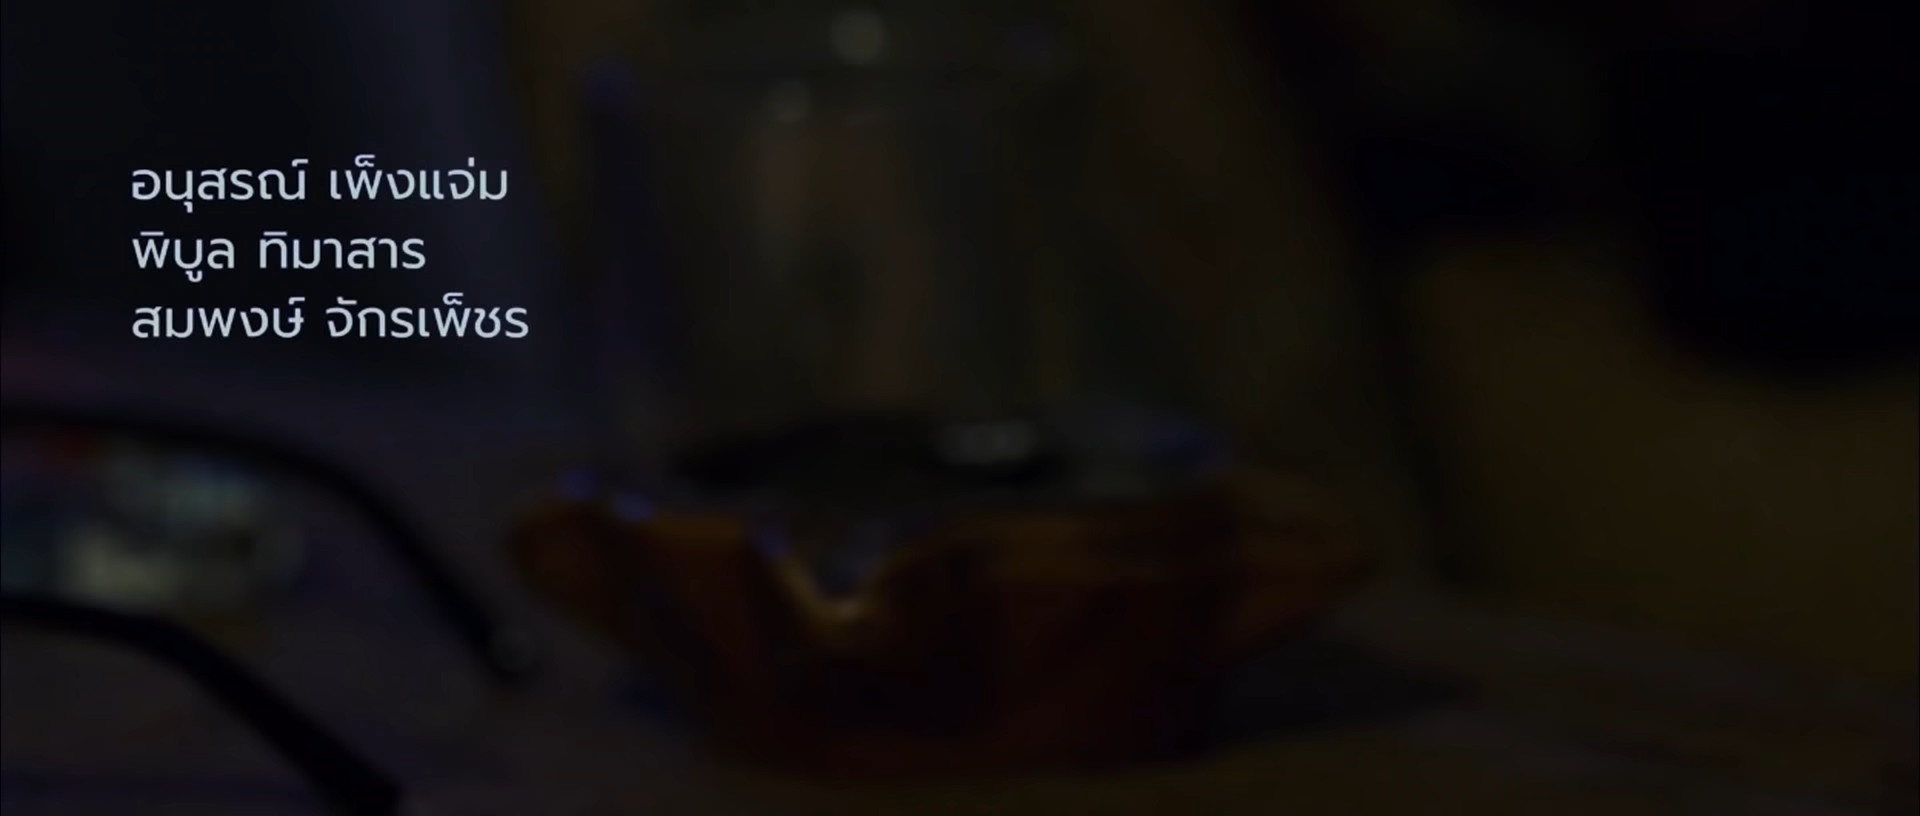 อนุสรณ์ เพ็งแจ่ม
พิบูล ทิมาสาร
สมพงษ์ จักรเพ็ชร